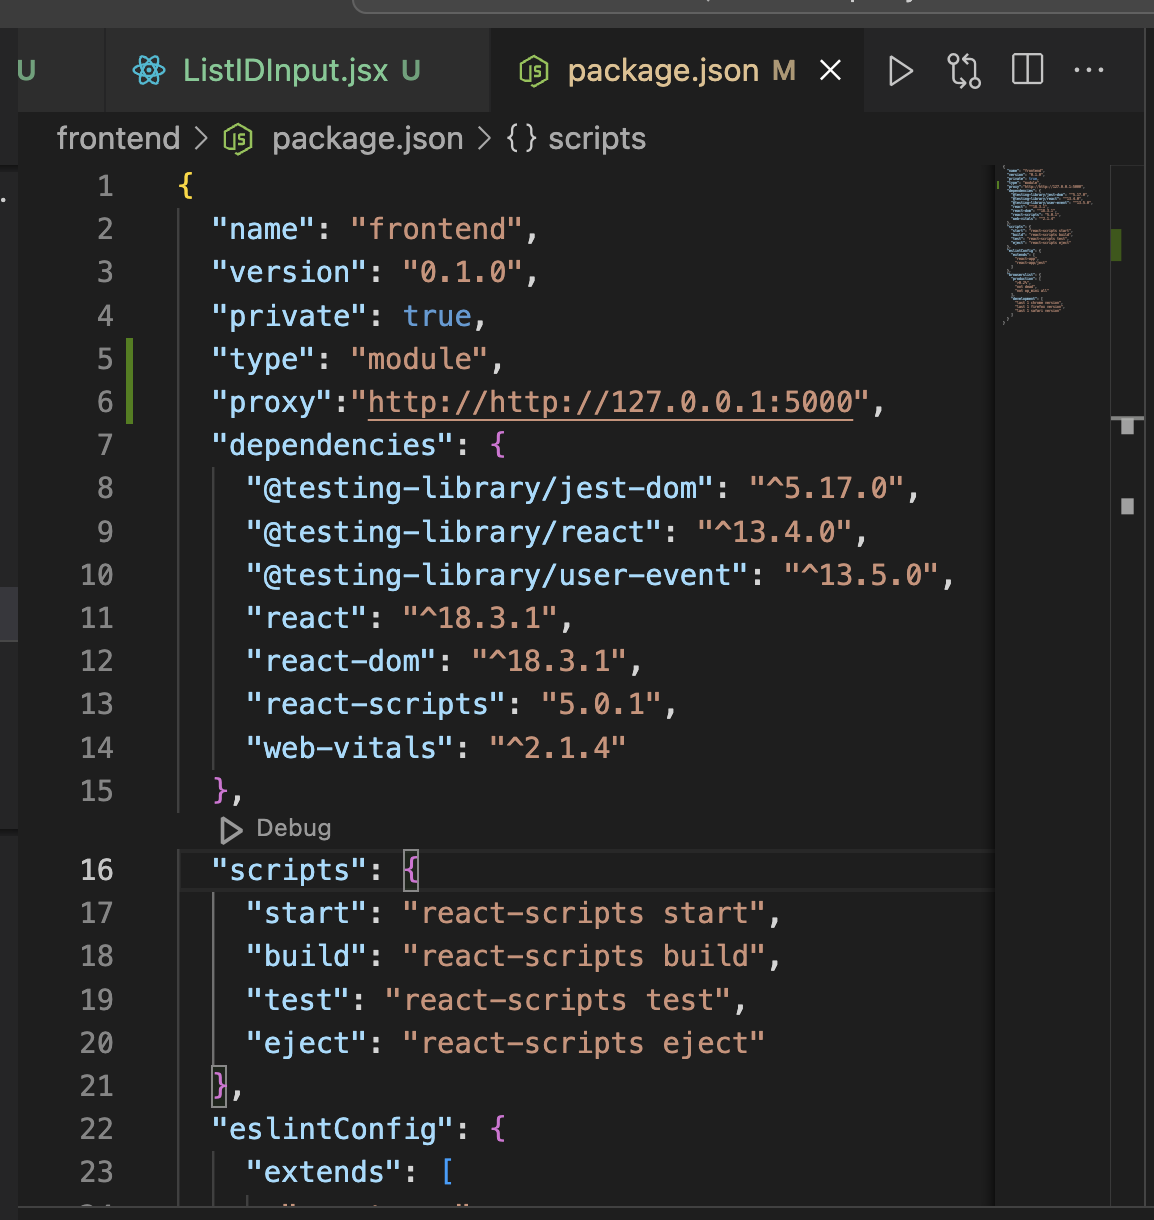 U
ListIDInput.jsx U
package.json M
frontend > package.json > {} scripts
1 {
2 "name": "frontend",
3 "version": "0.1.0",
4 "private": true,
5 "type": "module",
6 "proxy":"http://http://127.0.0.1:5000",
7 "dependencies": {
8 "@testing-library/jest-dom": "^5.17.0",
9 "@testing-library/react": "^13.4.0",
10 "@testing-library/user-event": "^13.5.0",
11 "react": "^18.3.1",
12 "react-dom": "^18.3.1",
13 "react-scripts": "5.0.1",
14 "web-vitals": "^2.1.4"
15 },
Debug
16 "scripts": {
17 "start": "react-scripts start",
18 "build": "react-scripts build",
19 "test": "react-scripts test",
20 "eject": "react-scripts eject"
21 },
22 "eslintConfig": {
23 "extends": [